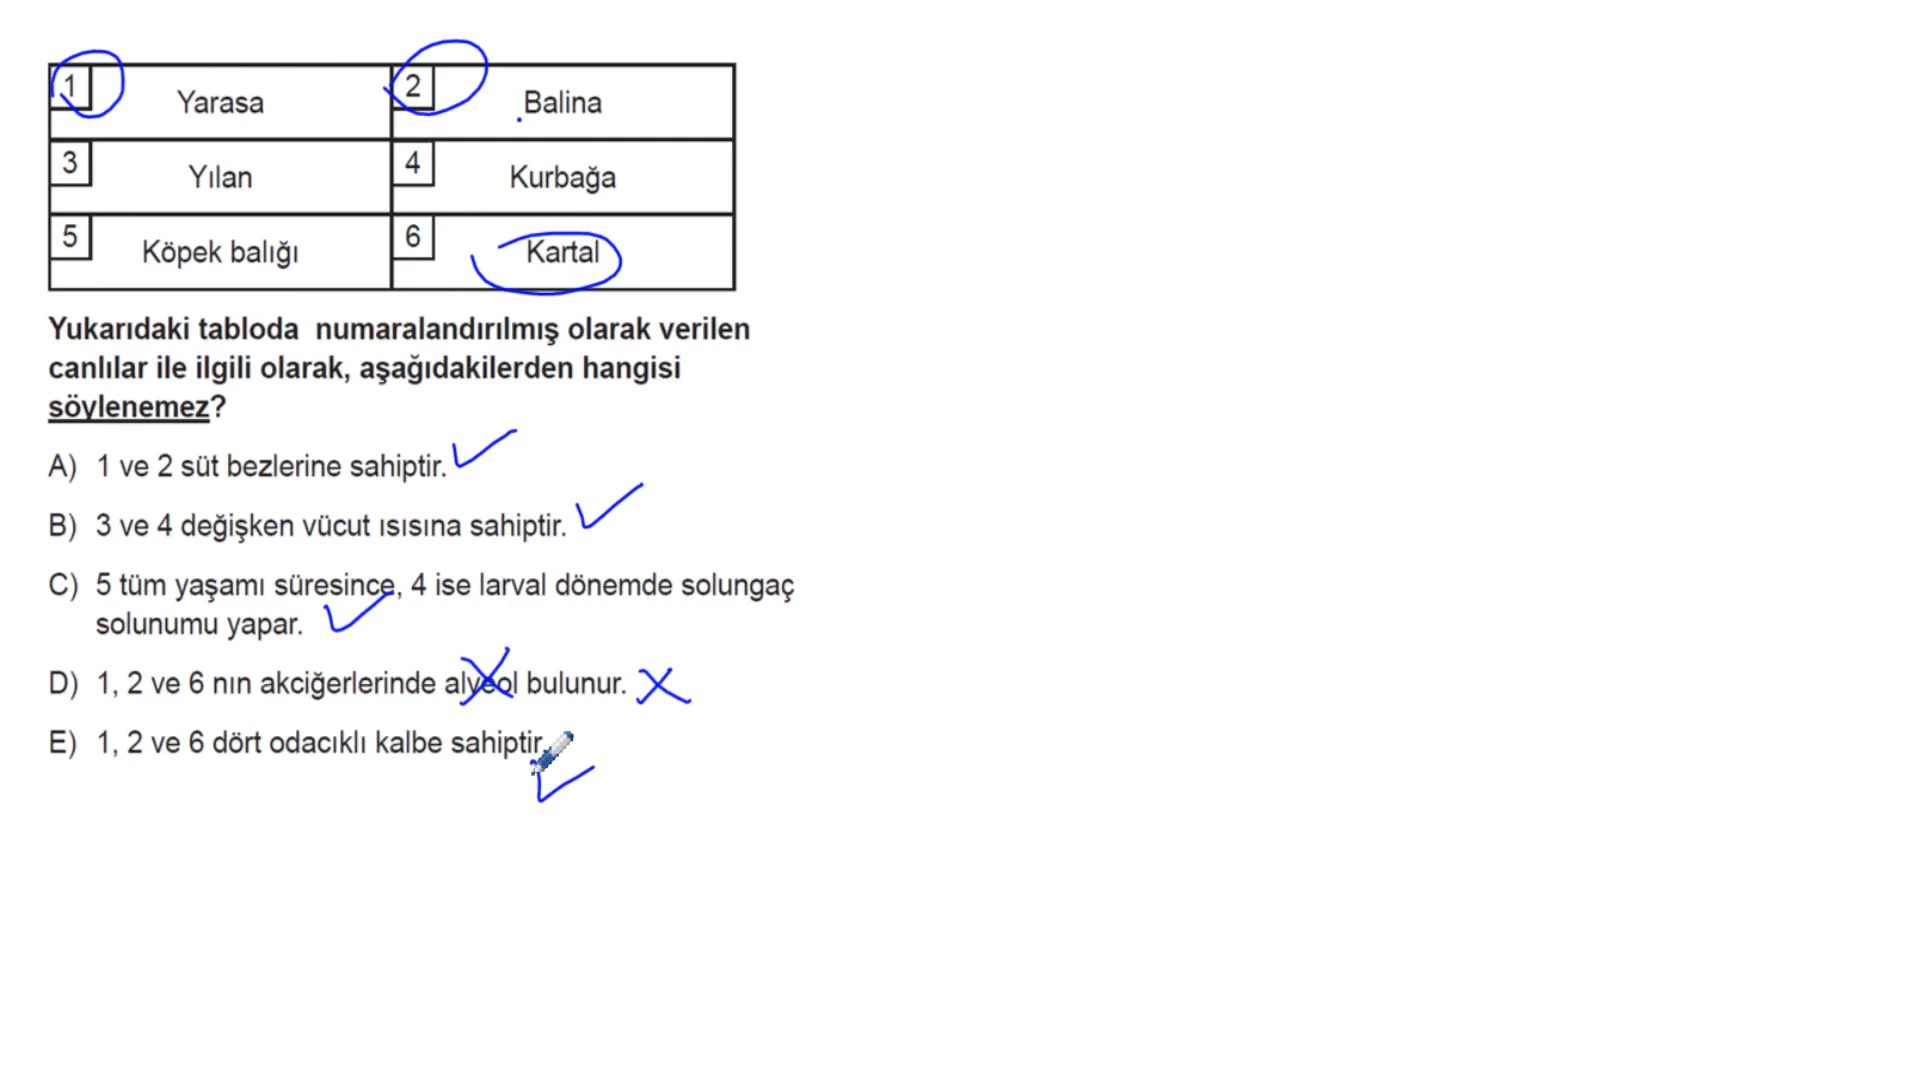 1 Yarasa 2 Balina
3 Yılan 4 Kurbağa
5 Köpek balığı 6 Kartal
Yukarıdaki tabloda numaralandırılmış olarak verilen
canlılar ile ilgili olarak, aşağıdakilerden hangisi
söylenemez?
A) 1 ve 2 süt bezlerine sahiptir.
B) 3 ve 4 değişken vücut ısısına sahiptir.
C) 5 tüm yaşamı süresince, 4 ise larval dönemde solungaç
solunumu yapar.
D) 1, 2 ve 6 nın akciğerlerinde alveol bulunur.
E) 1, 2 ve 6 dört odacıklı kalbe sahiptir.